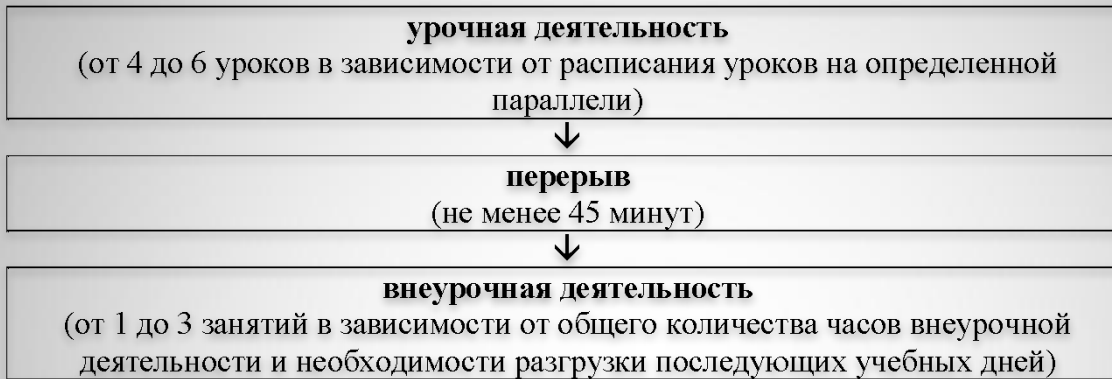 урочная деятельность
(от 4 до 6 уроков в зависимости от расписания уроков на определенной
параллели)
перерыв
(не менее 45 минут)
внеурочная деятельность
(от 1 до 3 занятий в зависимости от общего количества часов внеурочной
деятельности и необходимости разгрузки последующих учебных дней)